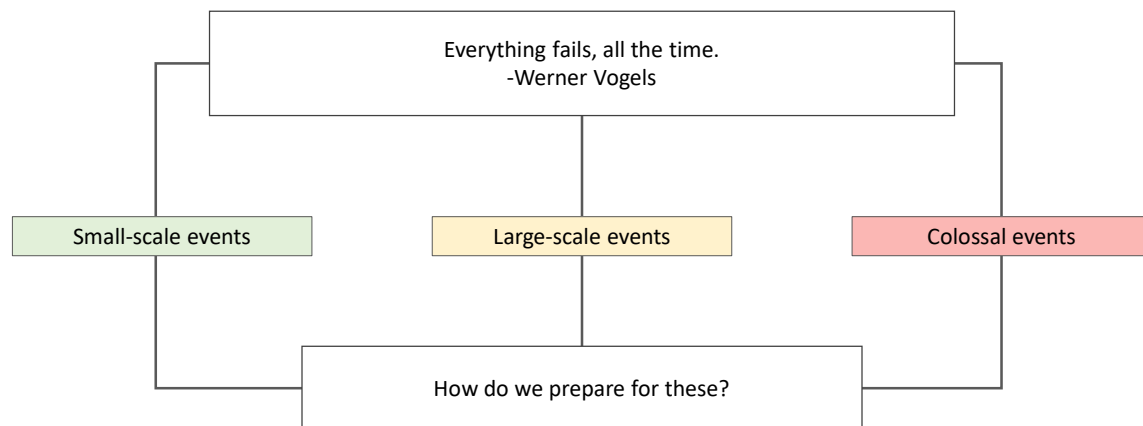 Everything fails, all the time.
-Werner Vogels
Small-scale events
Large-scale events
Colossal events
How do we prepare for these?